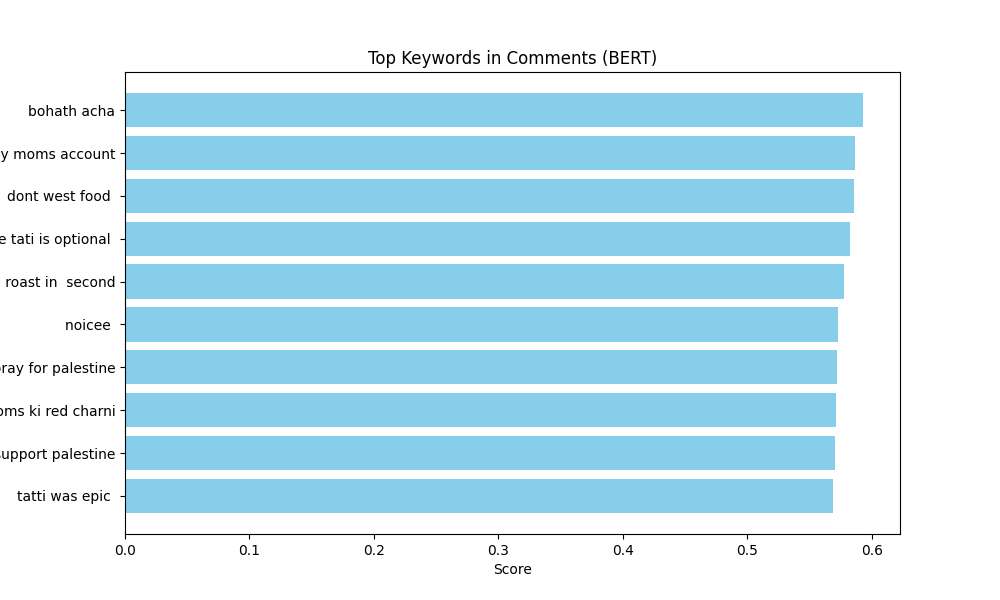 Top Keywords in Comments (BERT)
bohath acha
y moms account
dont west food
e tati is optional
roast in  second
noicee
pray for palestine
oms ki red charni
support palestine
tatti was epic
0.0 0.1 0.2 0.3 0.4 0.5 0.6
Score